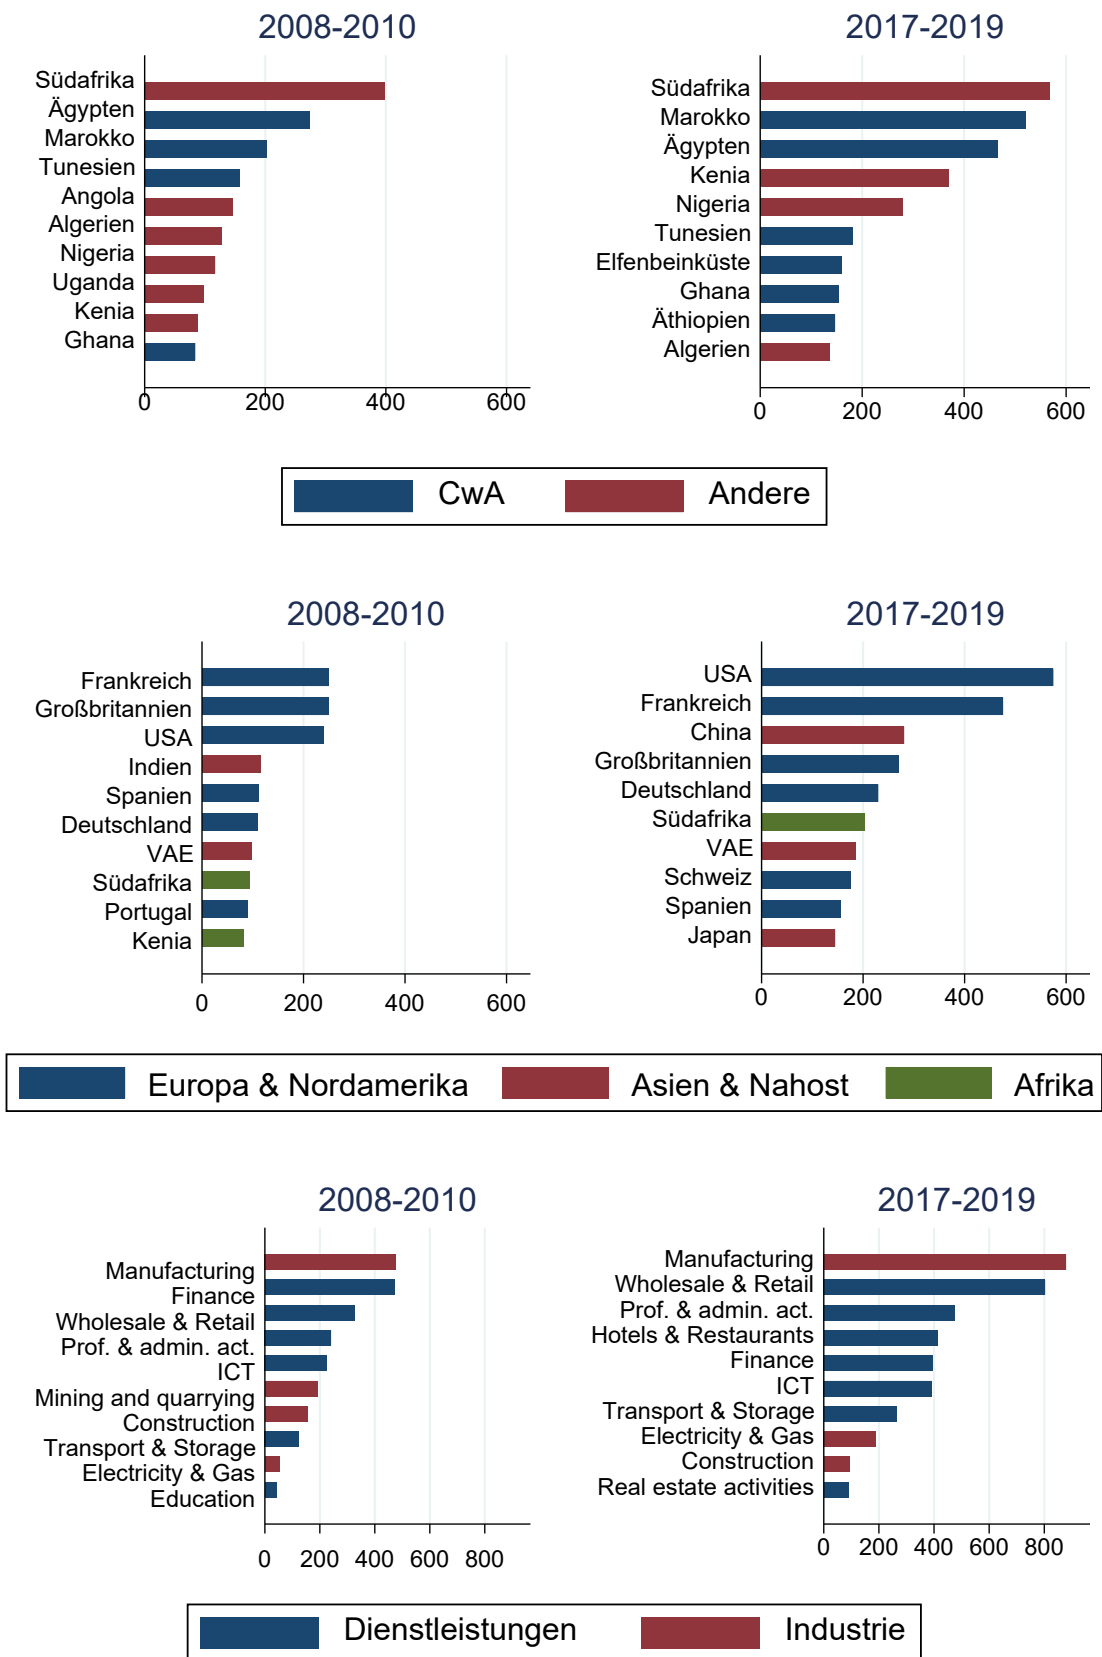 2008-2010
Südafrika
Ägypten
Marokko
Tunesien
Angola
Algerien
Nigeria
Uganda
Kenia
Ghana
0 200 400 600
2017-2019
Südafrika
Marokko
Ägypten
Kenia
Nigeria
Tunesien
Elfenbeinküste
Ghana
Äthiopien
Algerien
0 200 400 600
CwA Andere
2008-2010
Frankreich
Großbritannien
USA
Indien
Spanien
Deutschland
VAE
Südafrika
Portugal
Kenia
0 200 400 600
2017-2019
USA
Frankreich
China
Großbritannien
Deutschland
Südafrika
VAE
Schweiz
Spanien
Japan
0 200 400 600
Europa & Nordamerika Asien & Nahost Afrika
2008-2010
Manufacturing
Finance
Wholesale & Retail
Prof. & admin. act.
ICT
Mining and quarrying
Construction
Transport & Storage
Electricity & Gas
Education
0 200 400 600 800
2017-2019
Manufacturing
Wholesale & Retail
Prof. & admin. act.
Hotels & Restaurants
Finance
ICT
Transport & Storage
Electricity & Gas
Construction
Real estate activities
0 200 400 600 800
Dienstleistungen Industrie